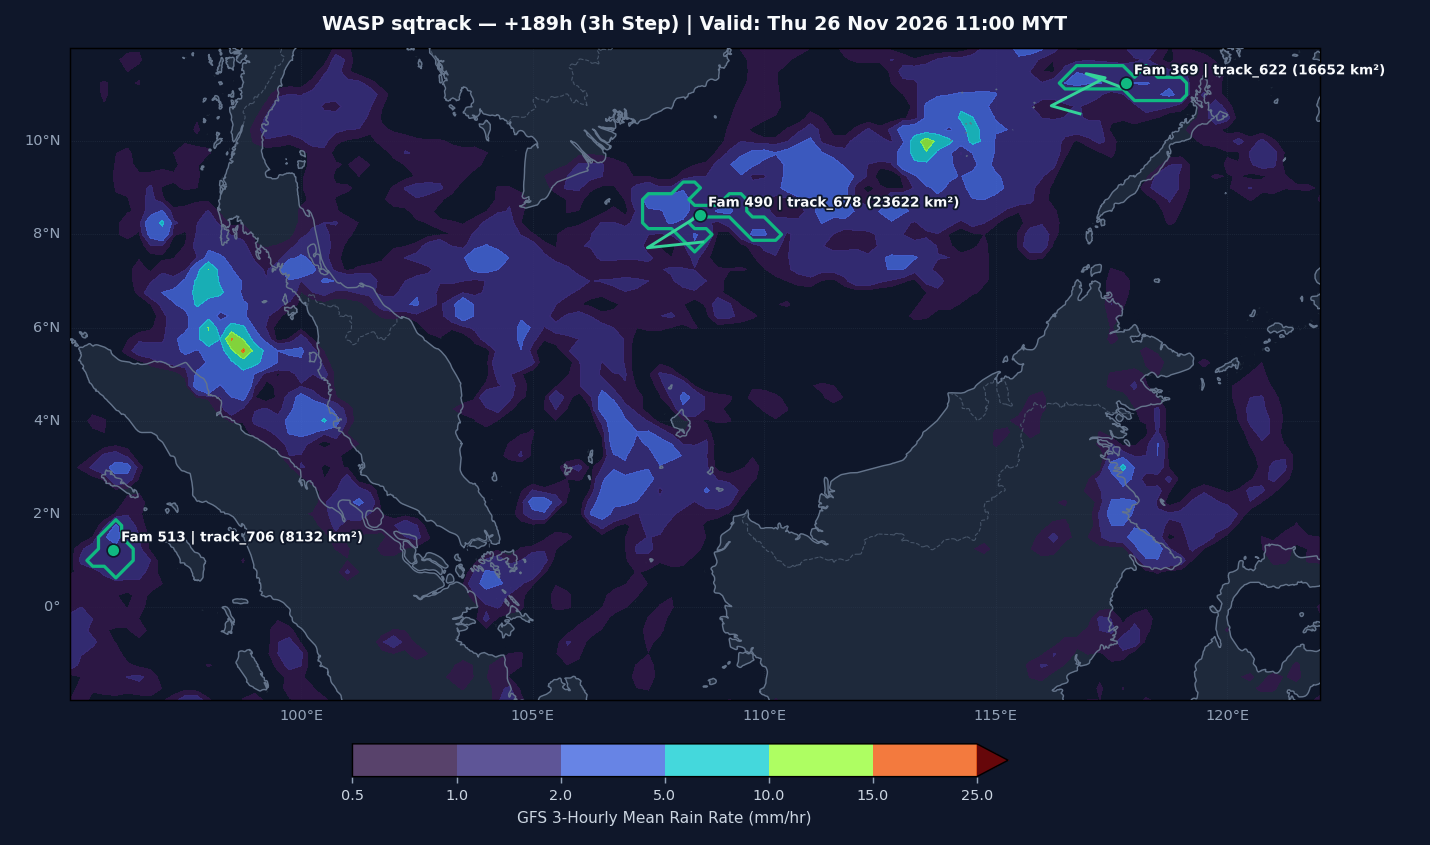 WASP sqtrack — +189h (3h Step) | Valid: Thu 26 Nov 2026 11:00 MYT
Fam 369 | track_622 (16652 km²)
10°N
Fam 490 | track_678 (23622 km²)
8°N
6°N
4°N
2°N
Fam 513 | track_706 (8132 km²)
0°
100°E 105°E 110°E 115°E 120°E
0.5 1.0 2.0 5.0 10.0 15.0 25.0
GFS 3-Hourly Mean Rain Rate (mm/hr)